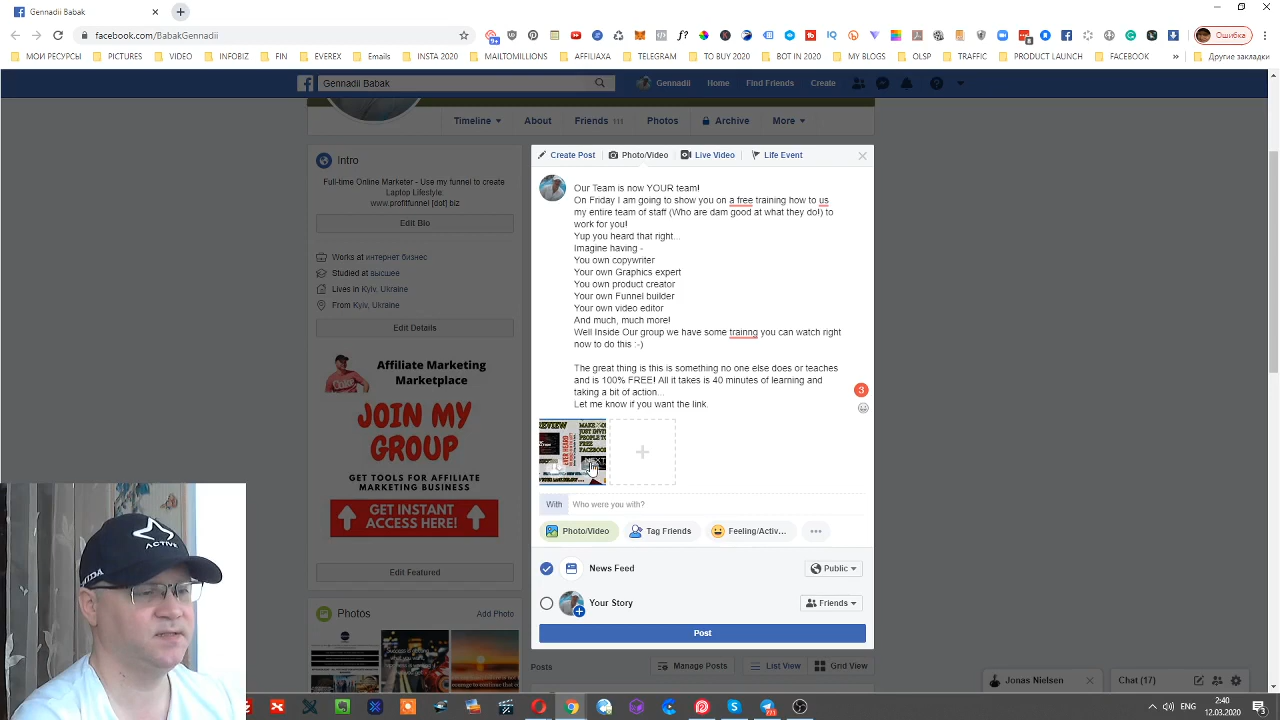 Gennadii Babak
facebook.com/BabakGennadii
Ошибка
МОИ РЕСУРСЫ
PICTURES
VIDEO
INFOBIZ
FIN
EVEREX
Emails
INSTA 2020
MAILTOMILLIONS
AFFILIAXA
TELEGRAM
TO BUY 2020
BOT IN 2020
MY BLOGS
OLSP
TRAFFIC
PRODUCT LAUNCH
FACEBOOK
»
Другие закладки
Gennadii Babak
Gennadii
Home
Find Friends
Create
Timeline
About
Friends 111
Photos
Archive
More
Intro
Full-time Online Marketer - Use my funnel to create
Laptop Lifestyle.
www.profitfunnel [dot] biz
Edit Bio
Works at интернет бизнес
Studied at высшее
Lives in Kyiv, Ukraine
From Kyiv, Ukraine
Edit Details
Affiliate Marketing
Marketplace
JOIN MY
GROUP
GET TOOLS FOR AFFILIATE
MARKETING BUSINESS
GET INSTANT
ACCESS HERE!
Edit Featured
Photos
Add Photo
Create Post
Photo/Video
Live Video
Life Event
Our Team is now YOUR team!
On Friday I am going to show you on a free training how to us
my entire team of staff (Who are dam good at what they do!) to
work for you!
Yup you heard that right...
Imagine having -
You own copywriter
Your own Graphics expert
You own product creator
Your own Funnel builder
Your own video editor
And much, much more!
Well Inside Our group we have some trainng you can watch right
now to do this :-)
The great thing is this is something no one else does or teaches
and is 100% FREE! All it takes is 40 minutes of learning and
taking a bit of action...
Let me know if you want the link.
3
With
Who were you with?
Photo/Video
Tag Friends
Feeling/Activ...
News Feed
Public
Your Story
Friends
Post
Posts
Manage Posts
List View
Grid View
Jonas Nielsen
Chat (17)
ACTIVE
ENG
2:40
12.03.2020